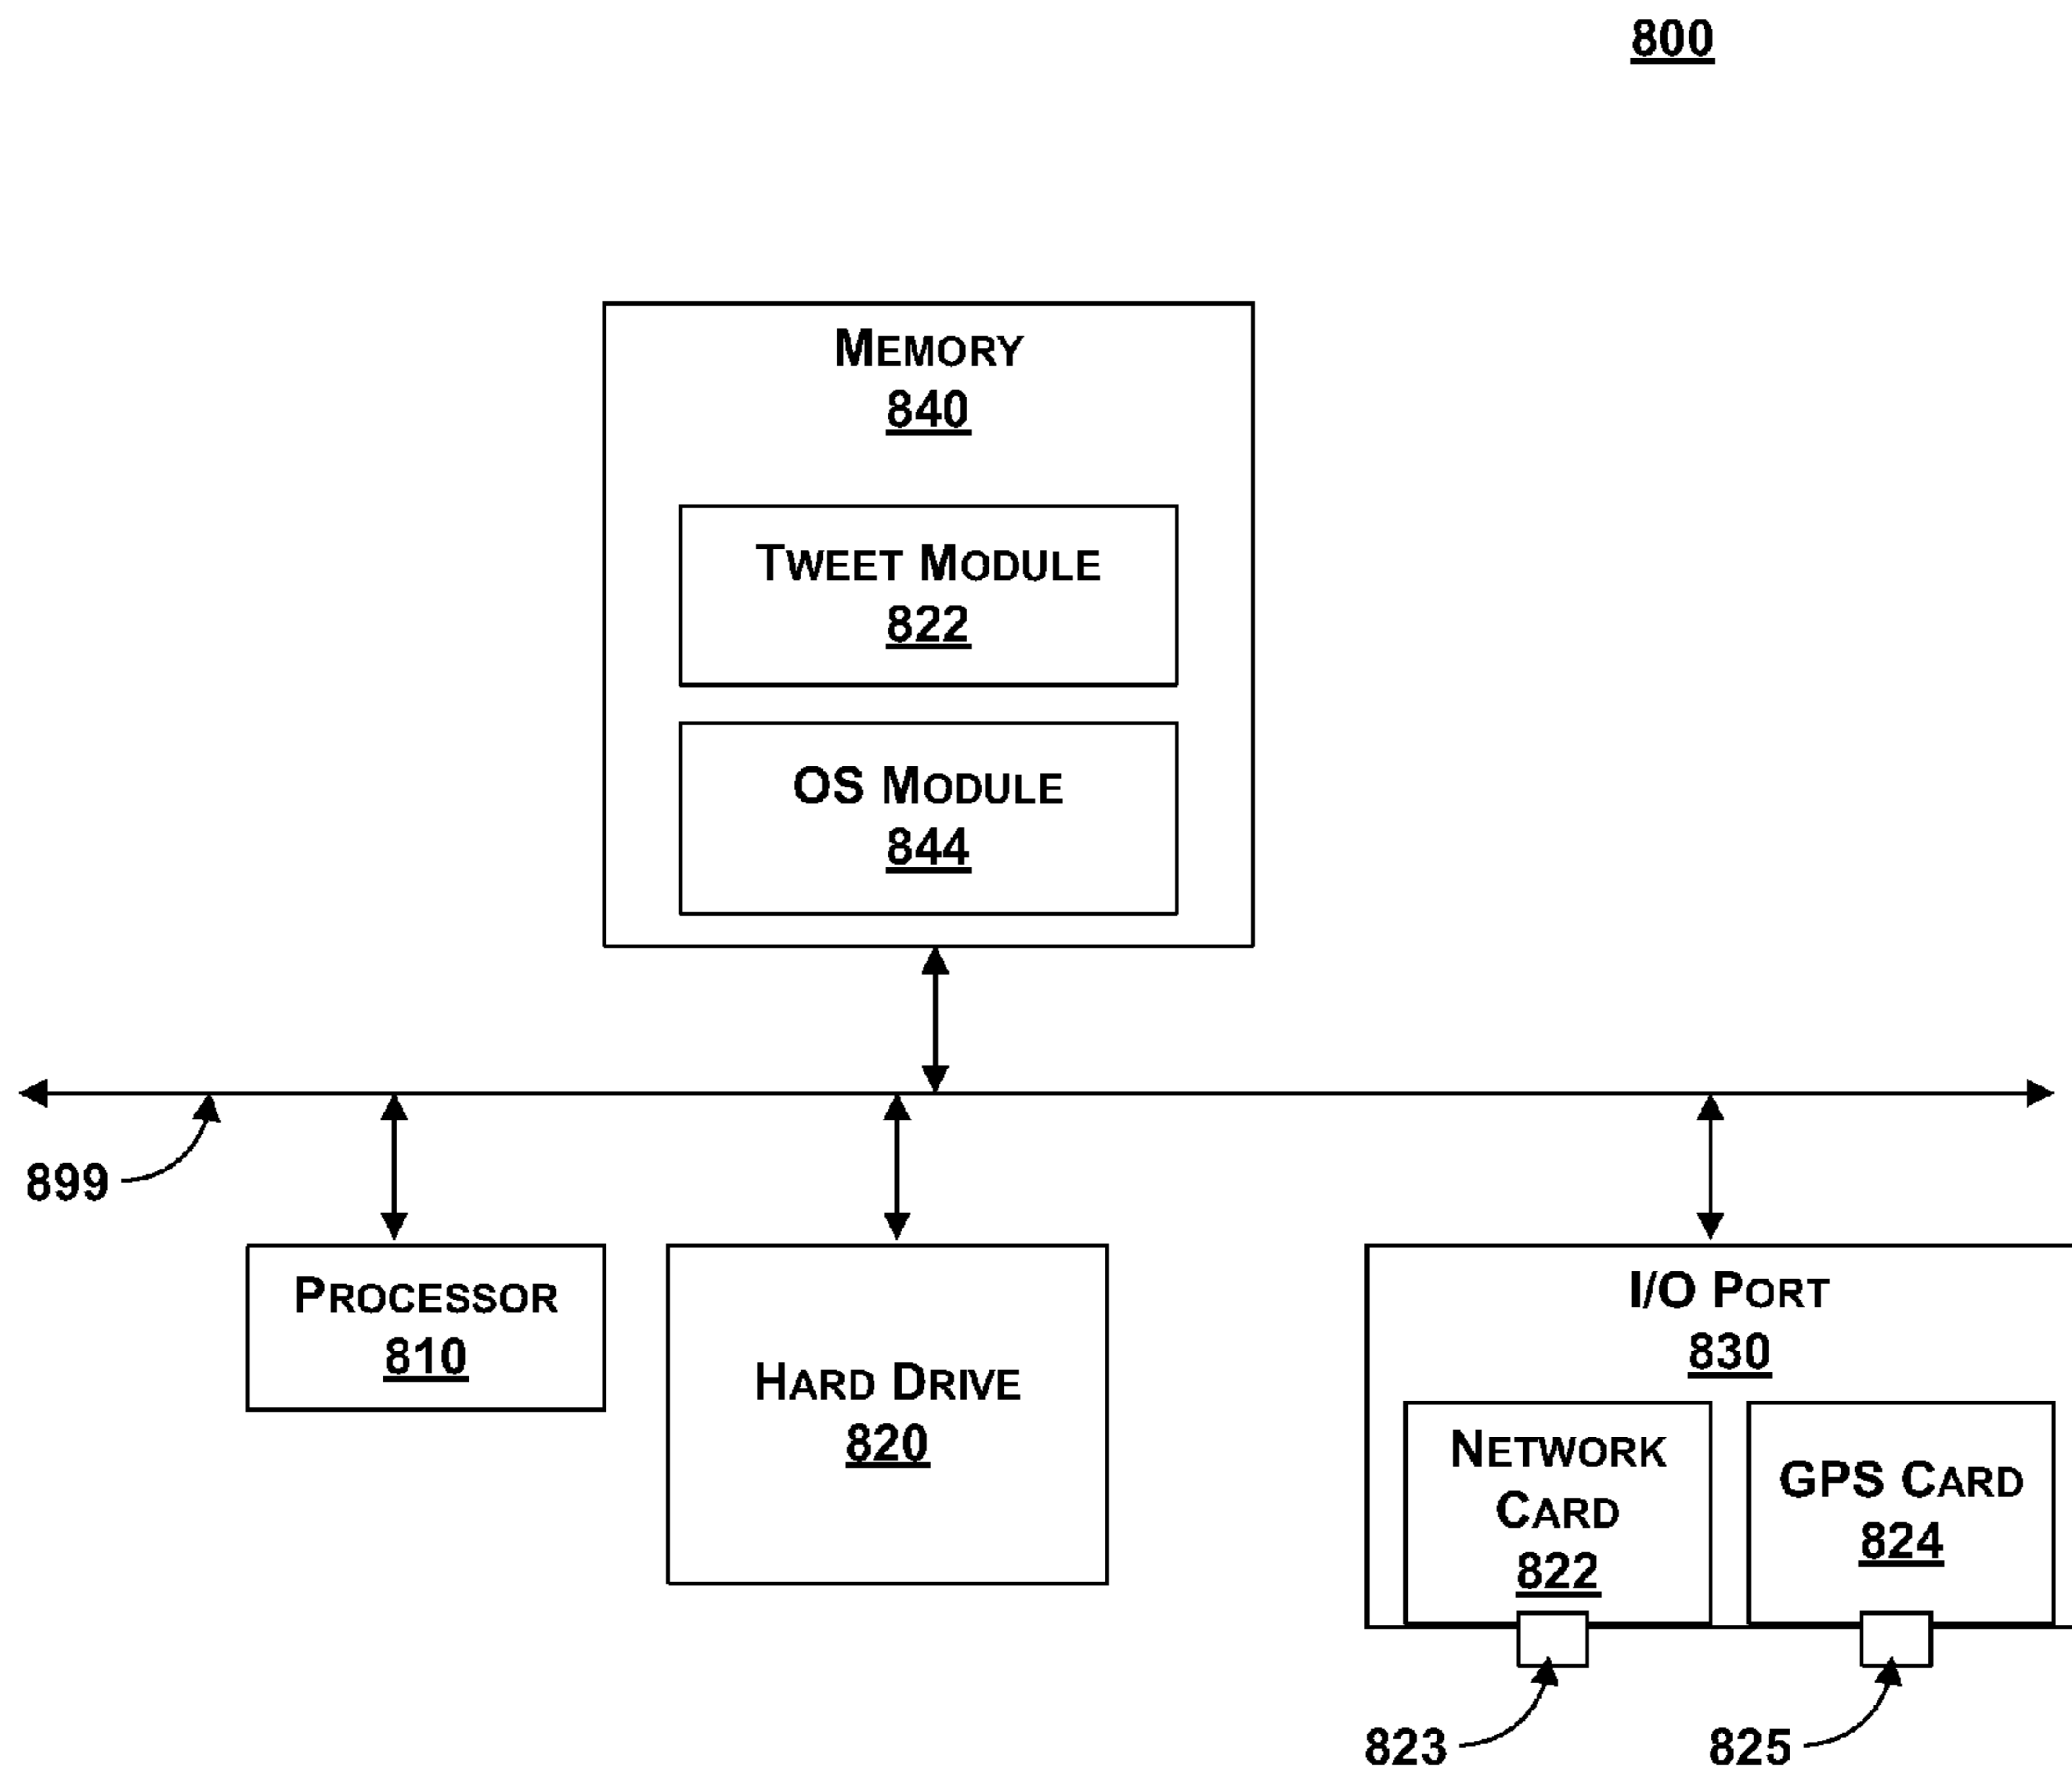 800
MEMORY
840
TWEET MODULE
822
OS MODULE
844
899
PROCESSOR
810
HARD DRIVE
820
I/O PORT
830
NETWORK
CARD
822
GPS CARD
824
823
825